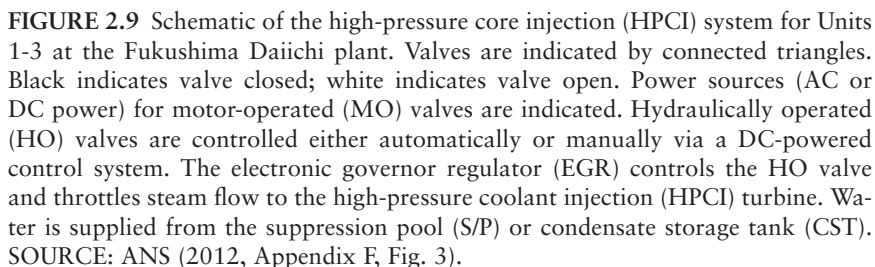 FIGURE 2.9 Schematic of the high-pressure core injection (HPCI) system for Units
1-3 at the Fukushima Daiichi plant. Valves are indicated by connected triangles.
Black indicates valve closed; white indicates valve open. Power sources (AC or
DC power) for motor-operated (MO) valves are indicated. Hydraulically operated
(HO) valves are controlled either automatically or manually via a DC-powered
control system. The electronic governor regulator (EGR) controls the HO valve
and throttles steam flow to the high-pressure coolant injection (HPCI) turbine. Wa-
ter is supplied from the suppression pool (S/P) or condensate storage tank (CST).
SOURCE: ANS (2012, Appendix F, Fig. 3).